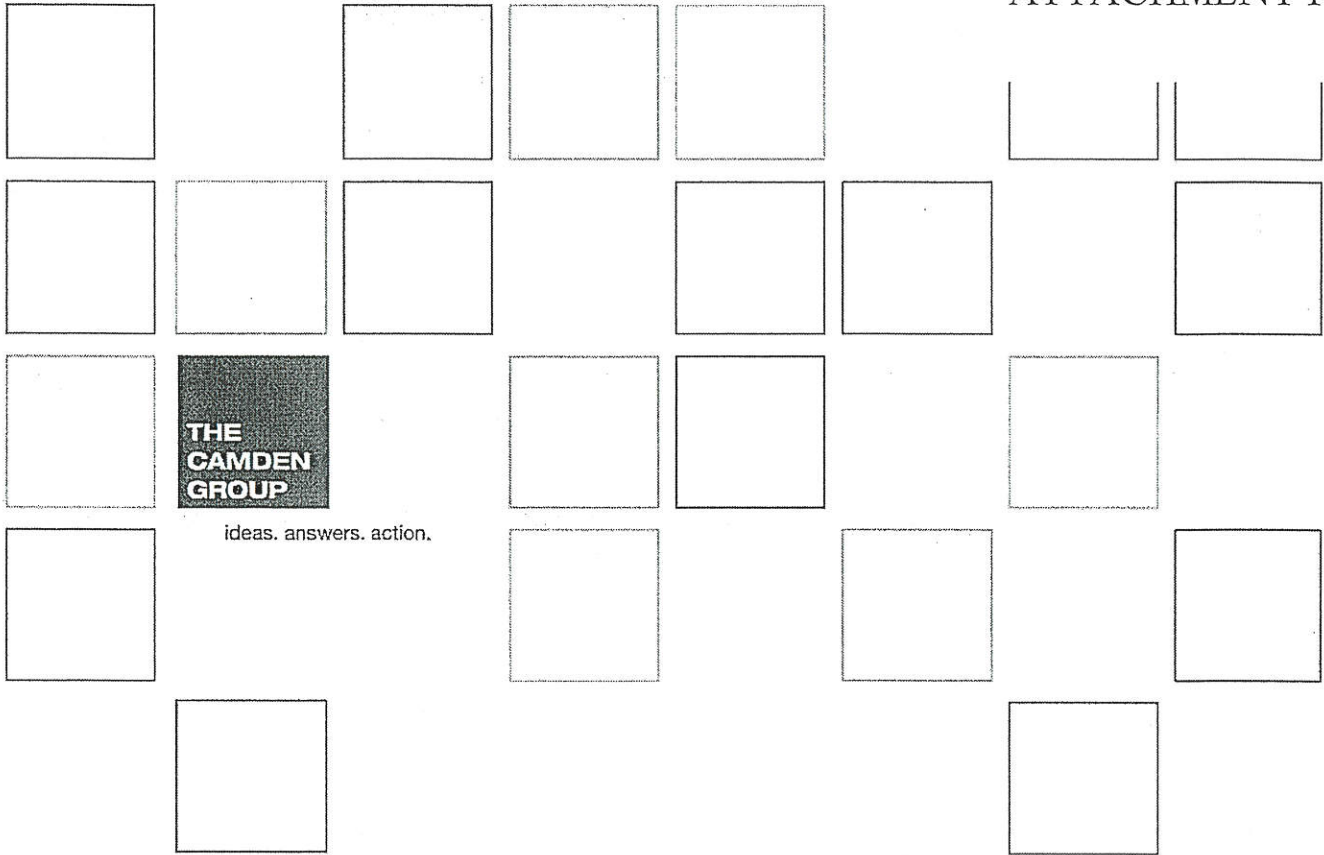 ATTACHMENT
THE
CAMDEN
GROUP
ideas. answers. action.